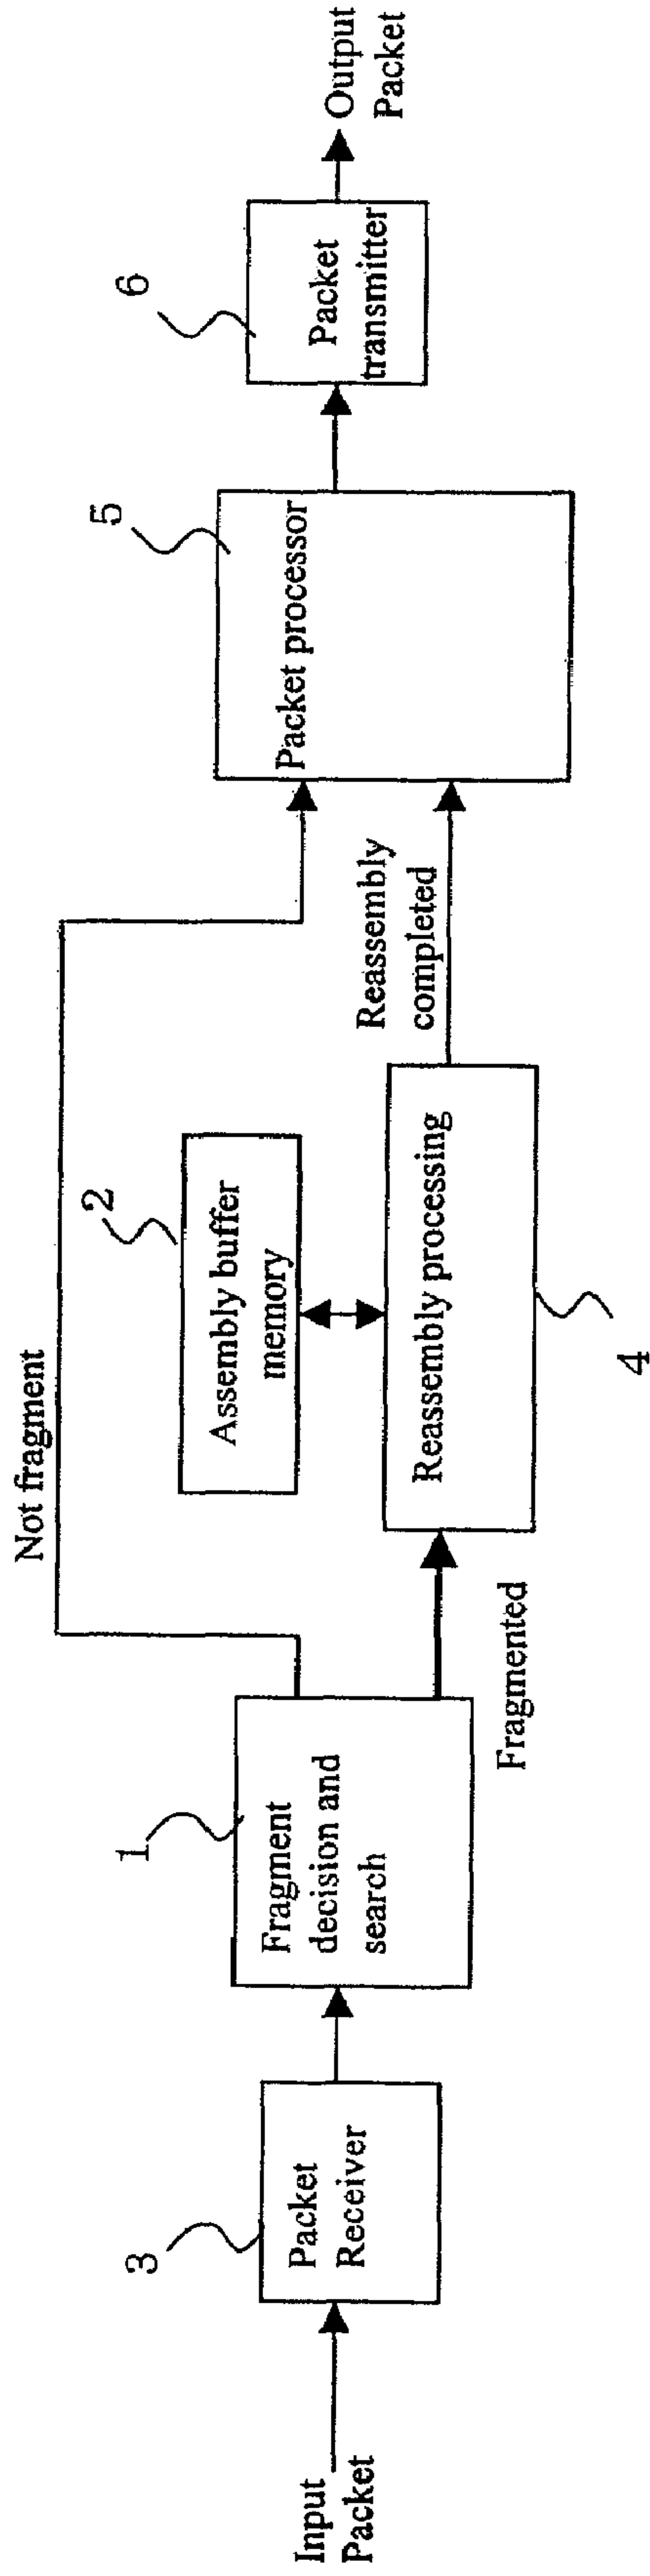 Input
Packet
3
Packet
Receiver
1
Fragment
decision and
search
Not fragment
Fragmented
2
Assembly buffer
memory
Reassembly processing
4
Reassembly
completed
5
Packet processor
6
Packet
transmitter
Output
Packet